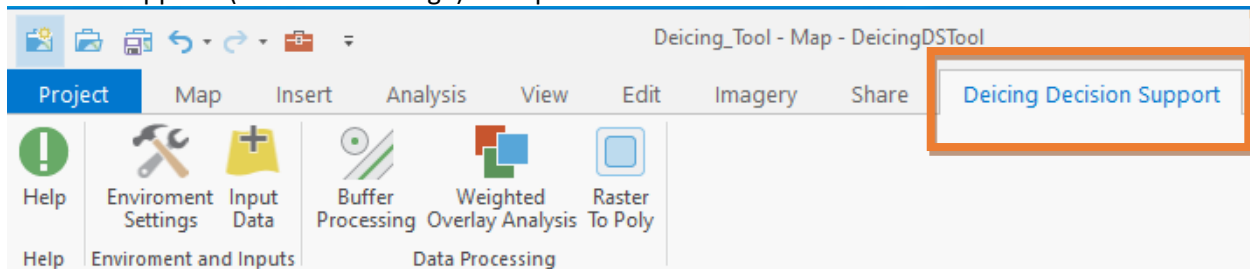 Deicing_Tool - Map - DeicingDSTool
Project Map Insert Analysis View Edit Imagery Share Deicing Decision Support
Help Enviroment Settings Input Data Buffer Processing Weighted Overlay Analysis Raster To Poly
Help Enviroment and Inputs Data Processing